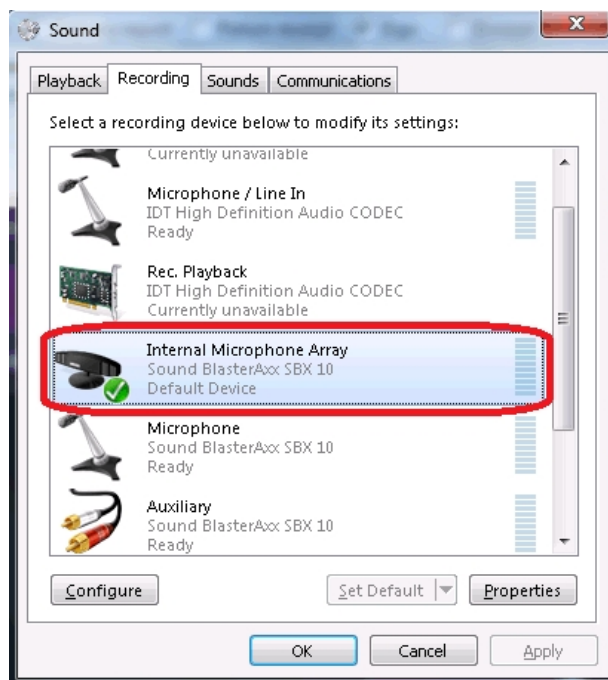 Sound
Playback
Recording
Sounds
Communications
Select a recording device below to modify its settings:
Currently unavailable
Microphone / Line In
IDT High Definition Audio CODEC
Ready
Rec. Playback
IDT High Definition Audio CODEC
Currently unavailable
Internal Microphone Array
Sound BlasterAxx SBX 10
Default Device
Microphone
Sound BlasterAxx SBX 10
Ready
Auxiliary
Sound BlasterAxx SBX 10
Ready
Configure
Set Default
Properties
OK
Cancel
Apply